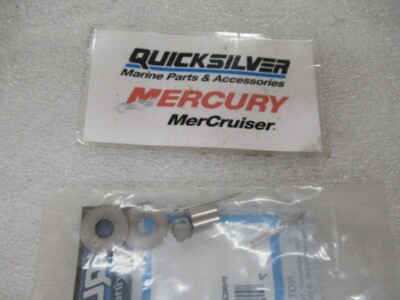 QUICKSILVER
Marine Parts & Accessories
MERCURY
MerCruiser